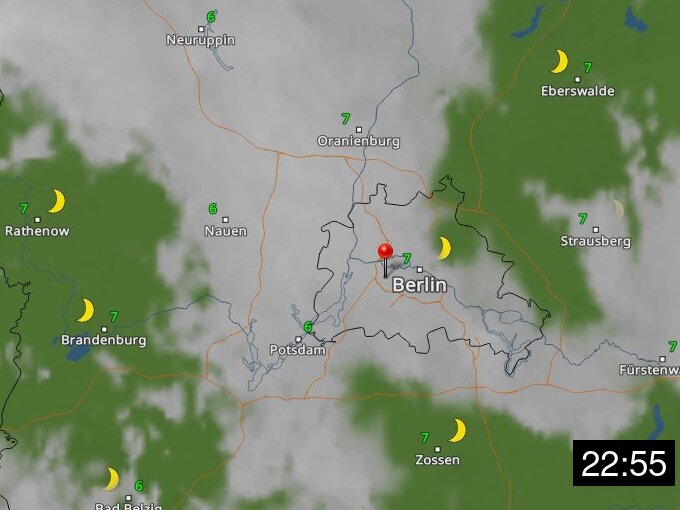 6
Neuruppin
7
Eberswalde
7
Oranienburg
7
Rathenow
6
Nauen
7
Strausberg
7
Berlin
7
Brandenburg
6
Potsdam
7
Fürstenwa
7
Zossen
22:55
6
Bad Belzig